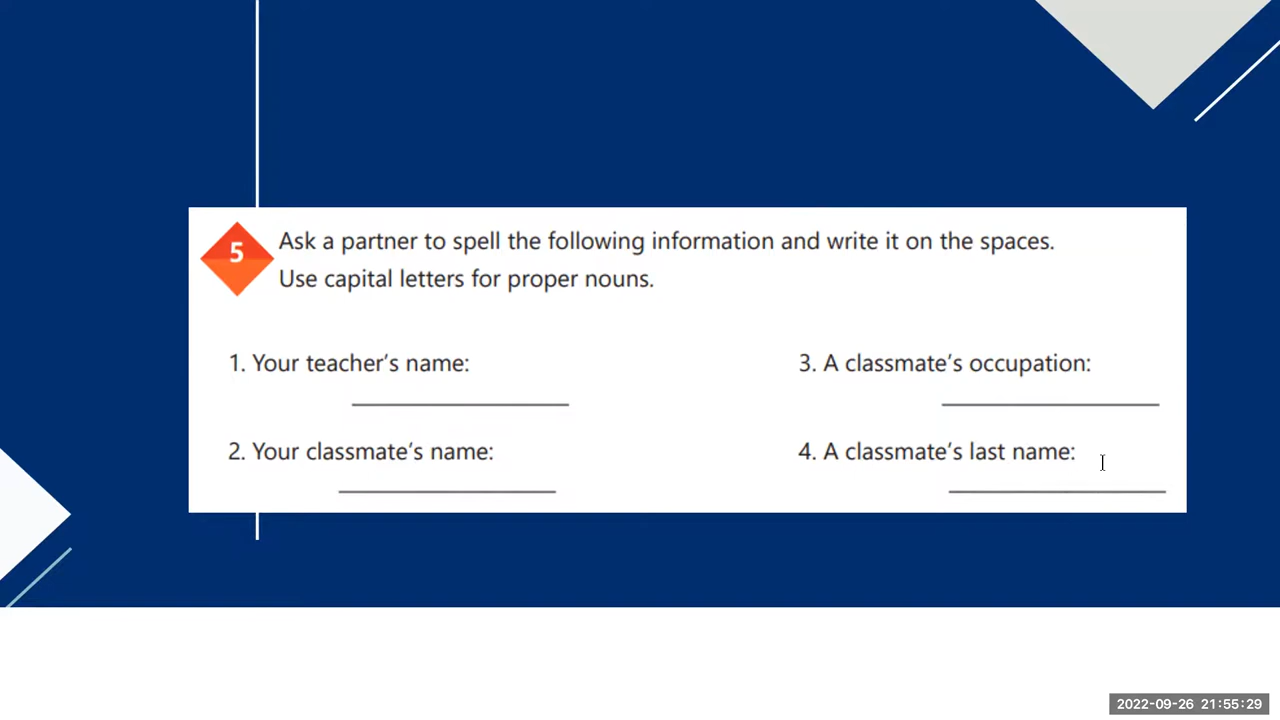 5
Ask a partner to spell the following information and write it on the spaces.
Use capital letters for proper nouns.
1. Your teacher’s name:
2. Your classmate’s name:
3. A classmate’s occupation:
4. A classmate’s last name:
2022-09-26 21:55:29